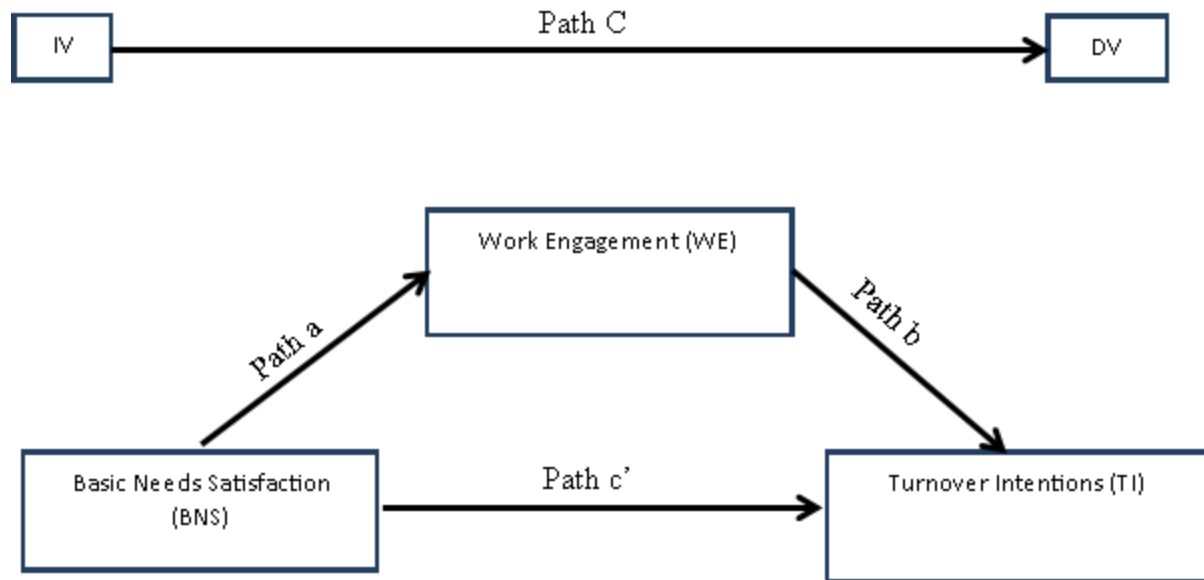 Path C
IV
DV
Work Engagement (WE)
Path a
Path b
Basic Needs Satisfaction
(BNS)
Path c’
Turnover Intentions (TI)